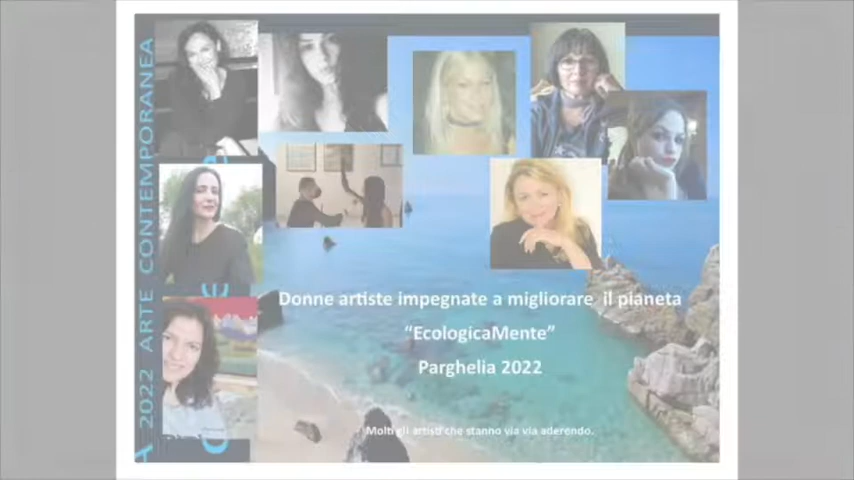 2022 ARTE CONTEMPORANEA
Donne artiste impegnate a migliorare il pianeta
“EcologicaMente”
Parghelia 2022
Molti gli artisti che stanno via via aderendo.